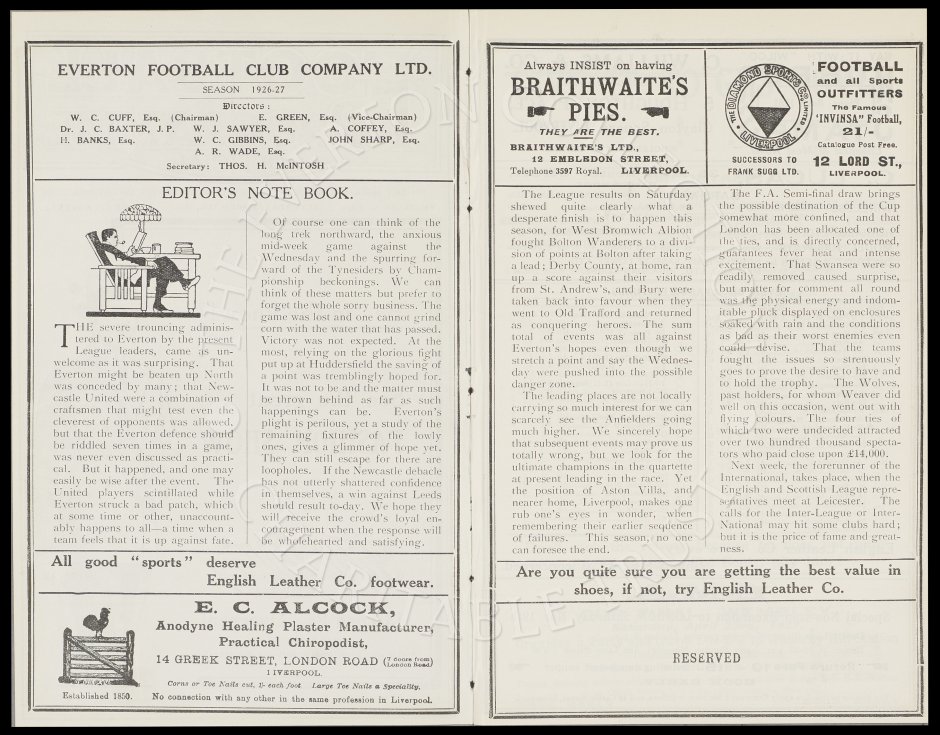 EVERTON FOOTBALL CLUB COMPANY LTD.
SEASON 1926-27
Directors:
W. C. CUFF, Esq. (Chairman) E. GREEN, Esq. (Vice-Chairman)
Dr. J. C. BAXTER, J.P. W. J. SAWYER, Esq. A. COFFEY, Esq.
H. BANKS, Esq. W. C. GIBBINS, Esq. JOHN SHARP, Esq.
A. R. WADE, Esq.
Secretary: THOS. H. McINTOSH
EDITOR'S NOTE BOOK.
THE severe trouncing adminis-
tered to Everton by the present
League leaders, came as un-
welcome as it was surprising. That
Everton might be beaten up North
was conceded by many; that New-
castle United were a combination of
craftsmen that might test even the
cleverest of opponents was allowed,
but that the Everton defence should
be riddled seven times in a game,
was never even discussed as practi-
cal. But it happened, and one may
easily be wise after the event. The
United players scintillated while
Everton struck a bad patch, which
at some time or other, unaccount-
ably happens to all—a time when a
team feels that it is up against fate.
Of course one can think of the
long trek northward, the anxious
mid-week game against the
Wednesday and the spurring for-
ward of the Tynesiders by Cham-
pionship beckonings. We can
think of these matters but prefer to
forget the whole sorry business. The
game was lost and one cannot grind
corn with the water that has passed.
Victory was not expected. At the
most, relying on the glorious fight
put up at Huddersfield the saving of
a point was tremblingly hoped for.
It was not to be and the matter must
be thrown behind as far as such
happenings can be. Everton's
plight is perilous, yet a study of the
remaining fixtures of the lowly
ones, gives a glimmer of hope yet.
They can still escape for there are
loopholes. If the Newcastle debacle
has not utterly shattered confidence
in themselves, a win against Leeds
should result to-day. We hope they
will receive the crowd's loyal en-
couragement when the response will
be wholehearted and satisfying.
All good "sports" deserve
English Leather Co. footwear.
E. C. ALCOCK,
Anodyne Healing Plaster Manufacturer,
Practical Chiropodist,
14 GREEK STREET, LONDON ROAD (7 doors from London Road)
LIVERPOOL.
Corns or Toe Nails cut, 1/- each foot Large Toe Nails a Speciality.
Established 1850. No connection with any other in the same profession in Liverpool.
Always INSIST on having
BRAITHWAITE'S
PIES.
THEY ARE THE BEST.
BRAITHWAITE'S LTD.,
12 EMBLEDON STREET,
Telephone 3597 Royal. LIVERPOOL.
THE DIAMOND SPORTS Co. LIMITED
LIVERPOOL
SUCCESSORS TO
FRANK SUGG LTD.
FOOTBALL
and all Sports
OUTFITTERS
The Famous
'INVINSA" Football,
21/-
Catalogue Post Free.
12 LORD ST.,
LIVERPOOL.
The League results on Saturday
shewed quite clearly what a
desperate finish is to happen this
season, for West Bromwich Albion
fought Bolton Wanderers to a divi-
sion of points at Bolton after taking
a lead; Derby County, at home, ran
up a score against their visitors
from St. Andrew's, and Bury were
taken back into favour when they
went to Old Trafford and returned
as conquering heroes. The sum
total of events was all against
Everton's hopes even though we
stretch a point and say the Wednes-
day were pushed into the possible
danger zone.
The leading places are not locally
carrying so much interest for we can
scarcely see the Anfielders going
much higher. We sincerely hope
that subsequent events may prove us
totally wrong, but we look for the
ultimate champions in the quartette
at present leading in the race. Yet
the position of Aston Villa, and
nearer home, Liverpool, makes one
rub one's eyes in wonder, when
remembering their earlier sequence
of failures. This season, no one
can foresee the end.
The F.A. Semi-final draw brings
the possible destination of the Cup
somewhat more confined, and that
London has been allocated one of
the ties, and is directly concerned,
guarantees fever heat and intense
excitement. That Swansea were so
readily removed caused surprise,
but matter for comment all round
was the physical energy and indom-
itable pluck displayed on enclosures
soaked with rain and the conditions
as bad as their worst enemies even
could devise. That the teams
fought the issues so strenuously
goes to prove the desire to have and
to hold the trophy. The Wolves,
past holders, for whom Weaver did
well on this occasion, went out with
flying colours. The four ties of
which two were undecided attracted
over two hundred thousand specta-
tors who paid close upon £14,000.
Next week, the forerunner of the
International, takes place, when the
English and Scottish League repre-
sentatives meet at Leicester. The
calls for the Inter-League or Inter-
National may hit some clubs hard;
but it is the price of fame and great-
ness.
Are you quite sure you are getting the best value in
shoes, if not, try English Leather Co.
RESERVED